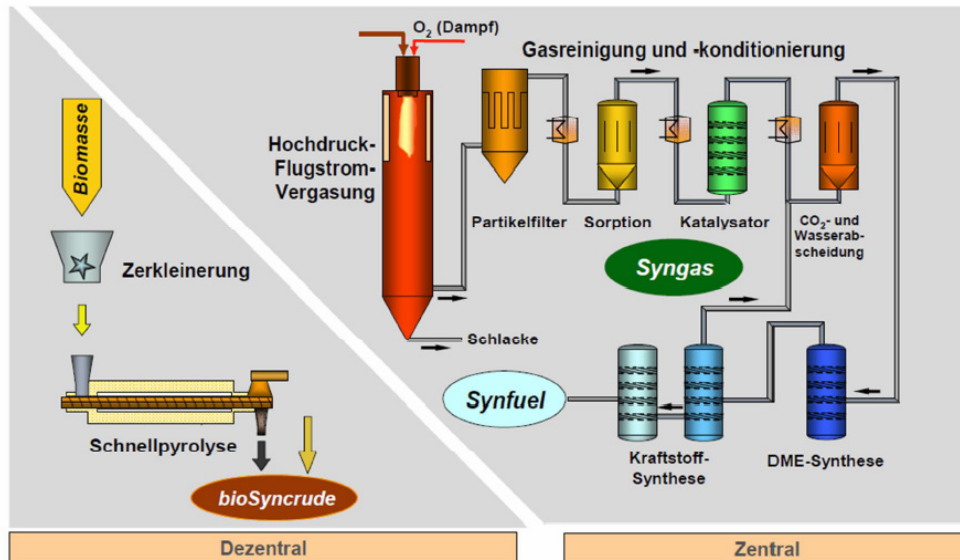 O2 (Dampf)
Gasreinigung und -konditionierung
Biomasse
Hochdruck-
Flugstrom-
Vergasung
Partikelfilter
Sorption
Katalysator
CO2- und
Wasserab-
scheidung
Zerkleinerung
Syngas
Schlacke
Synfuel
Schnellpyrolyse
Kraftstoff-
Synthese
DME-Synthese
bioSyncrude
Dezentral
Zentral